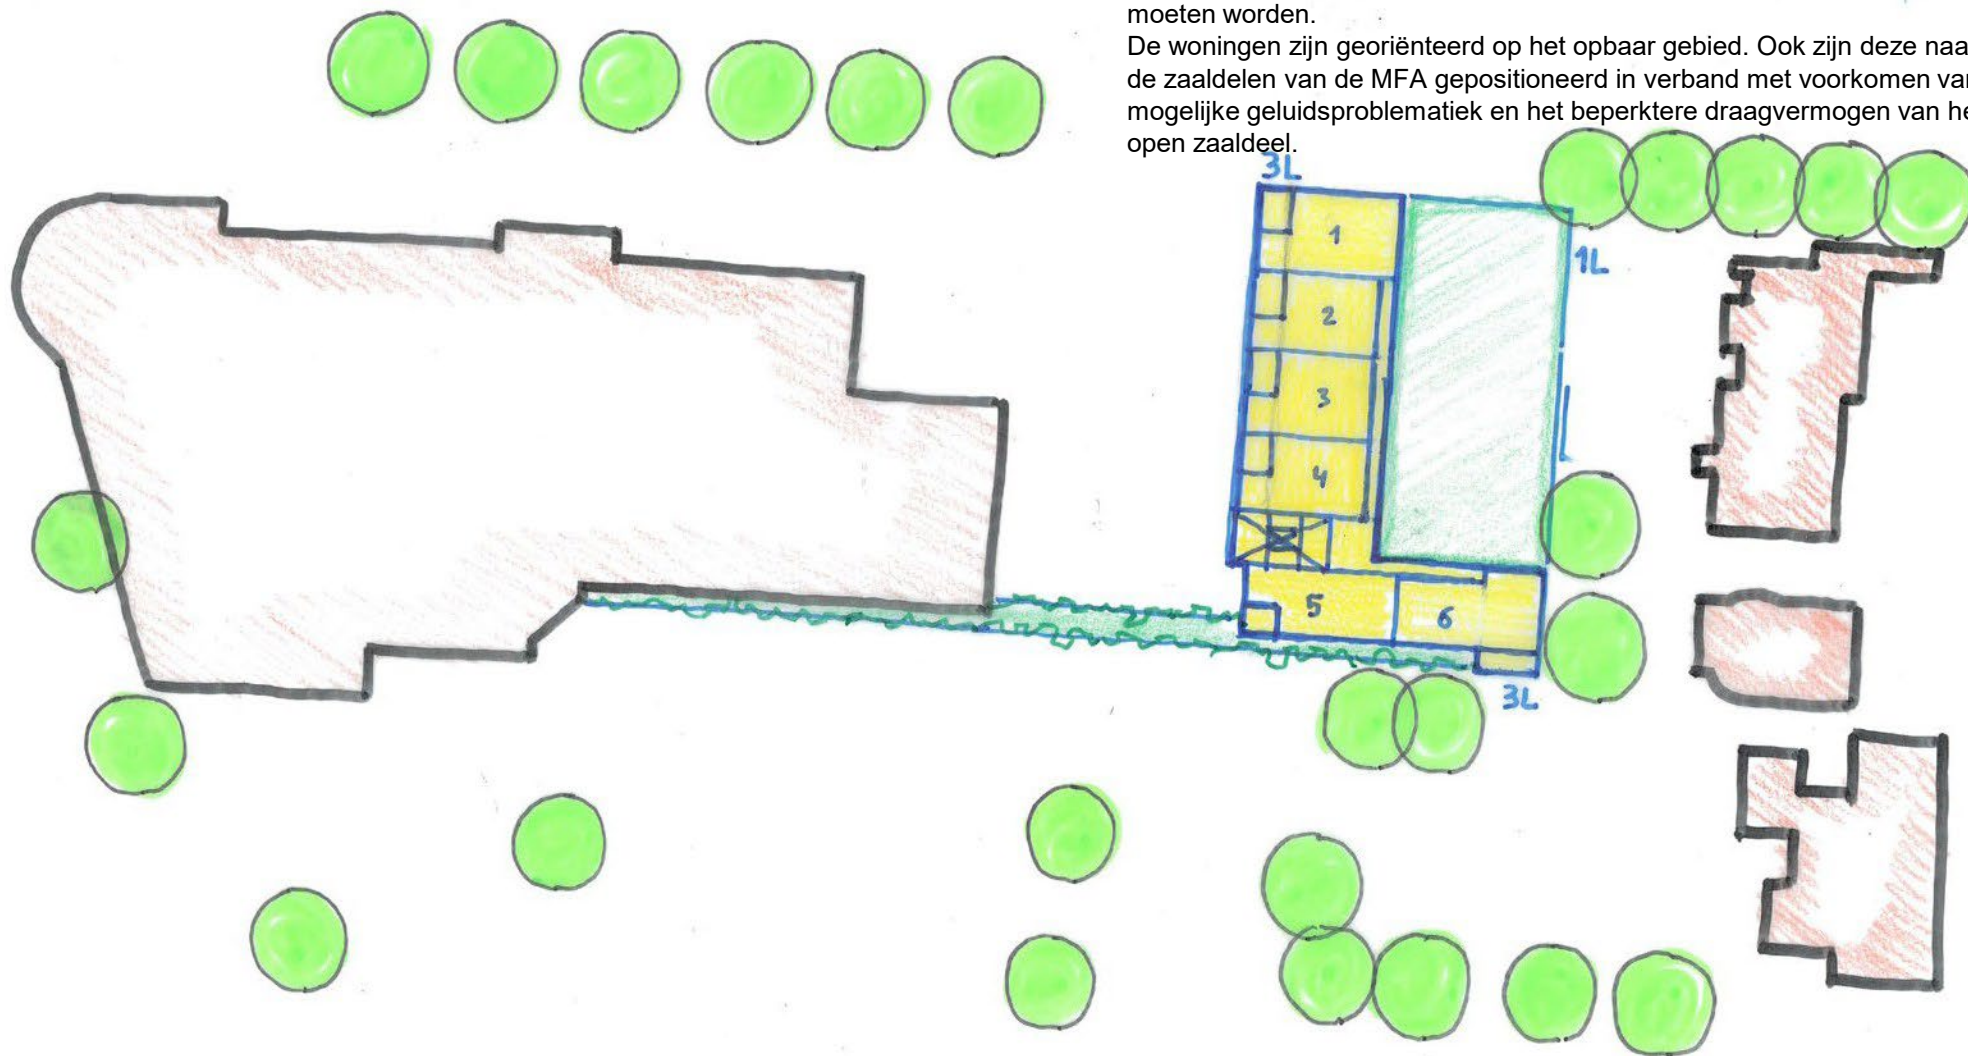 moeten worden.
De woningen zijn georiënteerd op het opbaar gebied. Ook zijn deze naa
de zaaldelen van de MFA gepositioneerd in verband met voorkomen van
mogelijke geluidsproblematiek en het beperktere draagvermogen van he
open zaaldeel.
3L
1
1L
2
3
4
5
6
3L